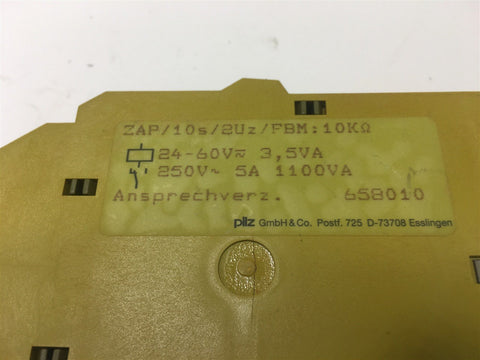 ZAP/10s/2Uz/FBM:10KΩ
24-60V≂ 3,5VA
250V~ 5A 1100VA
Ansprechverz. 658010
pilz GmbH & Co. Postf. 725 D-73708 Esslingen